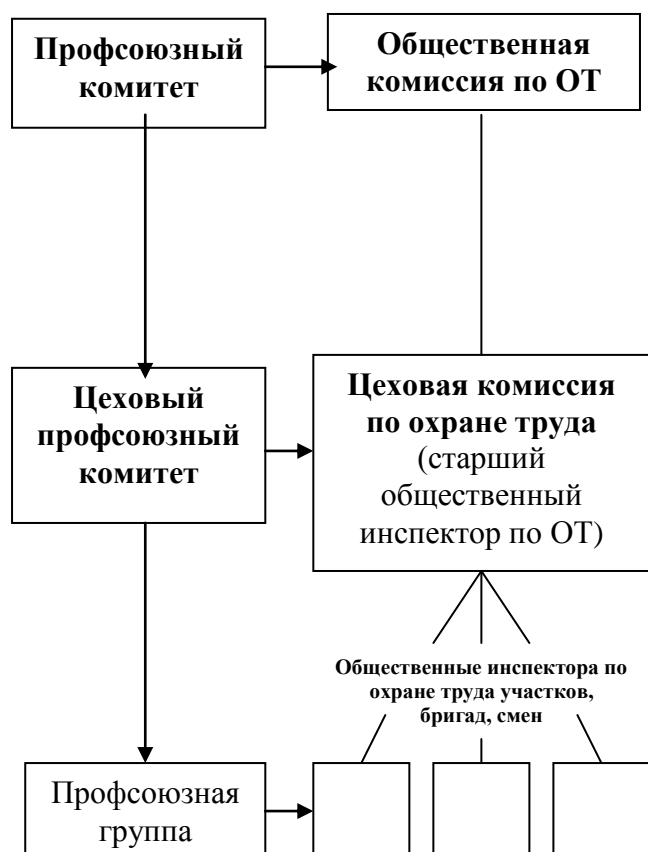 Профсоюзный
комитет
Общественная
комиссия по ОТ
Цеховый
профсоюзный
комитет
Цеховая комиссия
по охране труда
(старший
общественный
инспектор по ОТ)
Общественные инспектора по
охране труда участков,
бригад, смен
Профсоюзная
группа